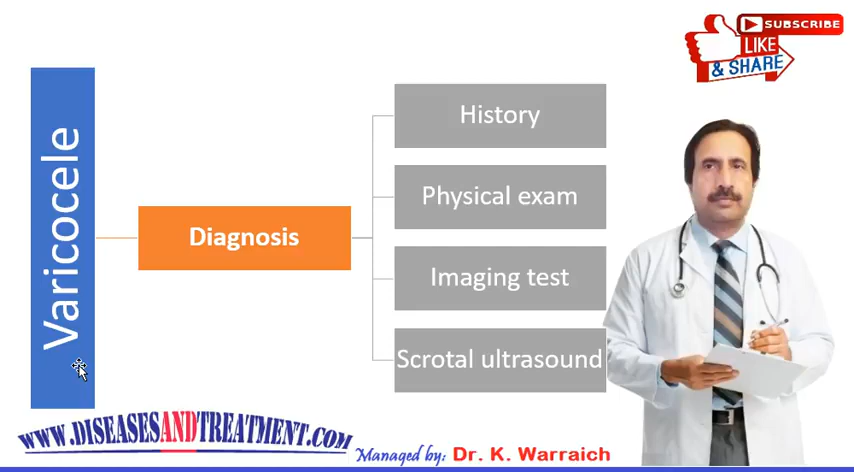 SUBSCRIBE
LIKE
& SHARE
Varicocele
Diagnosis
History
Physical exam
Imaging test
Scrotal ultrasound
WWW.DISEASESANDTREATMENT.COM
Managed by: Dr. K. Warraich